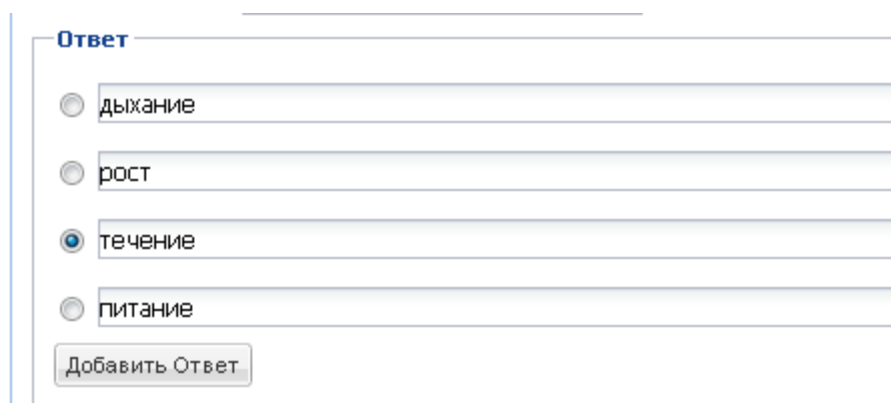 Ответ
дыхание
рост
течение
питание
Добавить Ответ